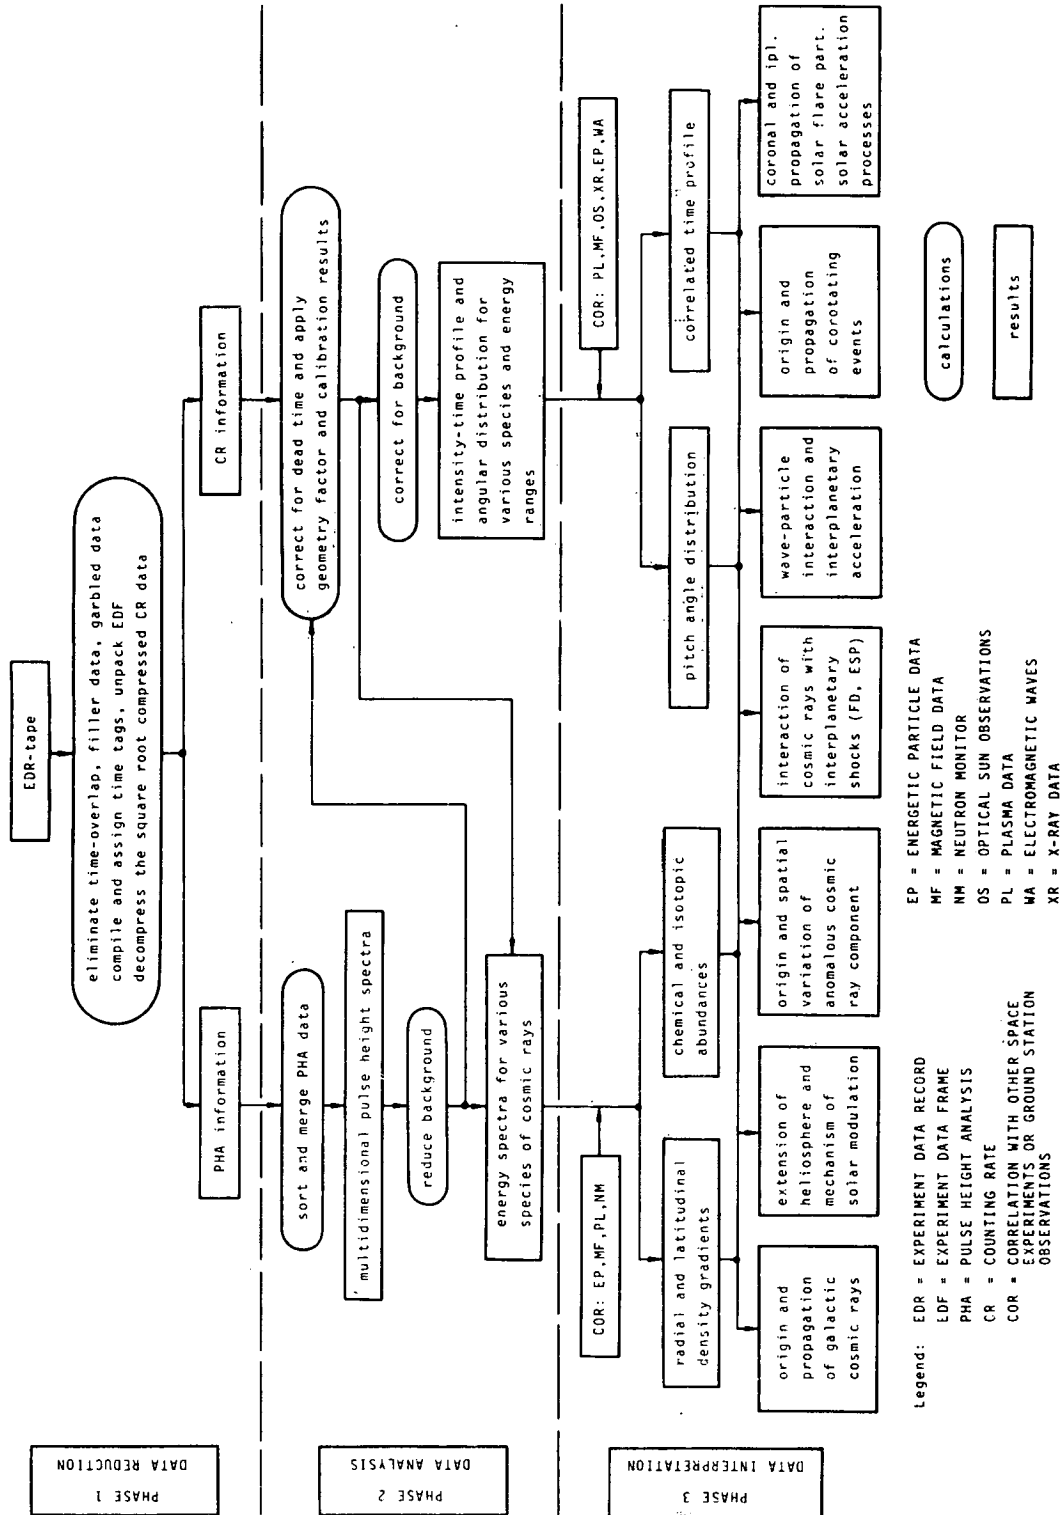 PHASE 1
DATA REDUCTION
EDR-tape
eliminate time-overlap, filler data, garbled data
compile and assign time tags, unpack EDF
decompress the square root compressed CR data
PHA information
CR information
PHASE 2
DATA ANALYSIS
sort and merge PHA data
multidimensional pulse height spectra
reduce background
energy spectra for various
species of cosmic rays
correct for dead time and apply
geometry factor and calibration results
correct for background
intensity-time profile and
angular distribution for
various species and energy
ranges
PHASE 3
DATA INTERPRETATION
COR: EP,MF,PL,NM
COR: PL,MF,OS,XR,EP,WA
radial and latitudinal
density gradients
chemical and isotopic
abundances
pitch angle distribution
correlated time profile
origin and
propagation
of galactic
cosmic rays
extension of
heliosphere and
mechanism of
solar modulation
origin and spatial
variation of
anomalous cosmic
ray component
interaction of
cosmic rays with
interplanetary
shocks (FD, ESP)
wave-particle
interaction and
interplanetary
acceleration
origin and
propagation
of corotating
events
coronal and ipl.
propagation of
solar flare part.
solar acceleration
processes
Legend: EDR = EXPERIMENT DATA RECORD
EDF = EXPERIMENT DATA FRAME
PHA = PULSE HEIGHT ANALYSIS
CR = COUNTING RATE
COR = CORRELATION WITH OTHER SPACE
EXPERIMENTS OR GROUND STATION
OBSERVATIONS
EP = ENERGETIC PARTICLE DATA
MF = MAGNETIC FIELD DATA
NM = NEUTRON MONITOR
OS = OPTICAL SUN OBSERVATIONS
PL = PLASMA DATA
WA = ELECTROMAGNETIC WAVES
XR = X-RAY DATA
calculations
results